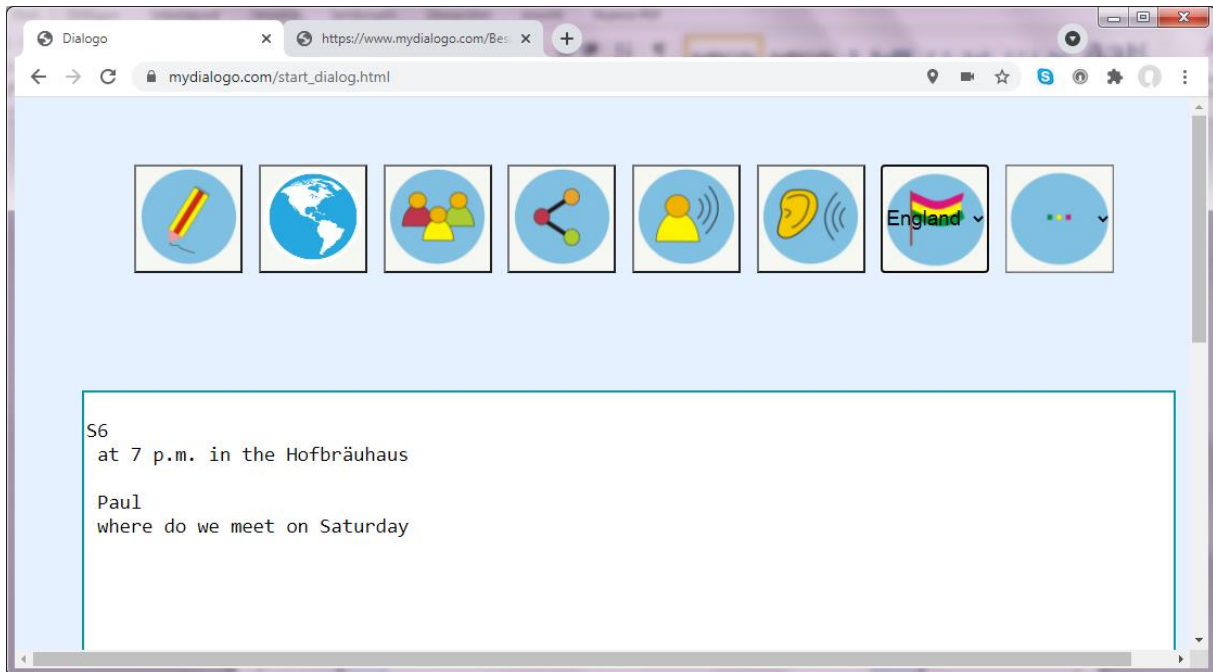 Dialogo
https://www.mydialogo.com/Bes
mydialogo.com/start_dialog.html
England
S6
at 7 p.m. in the Hofbräuhaus
Paul
where do we meet on Saturday